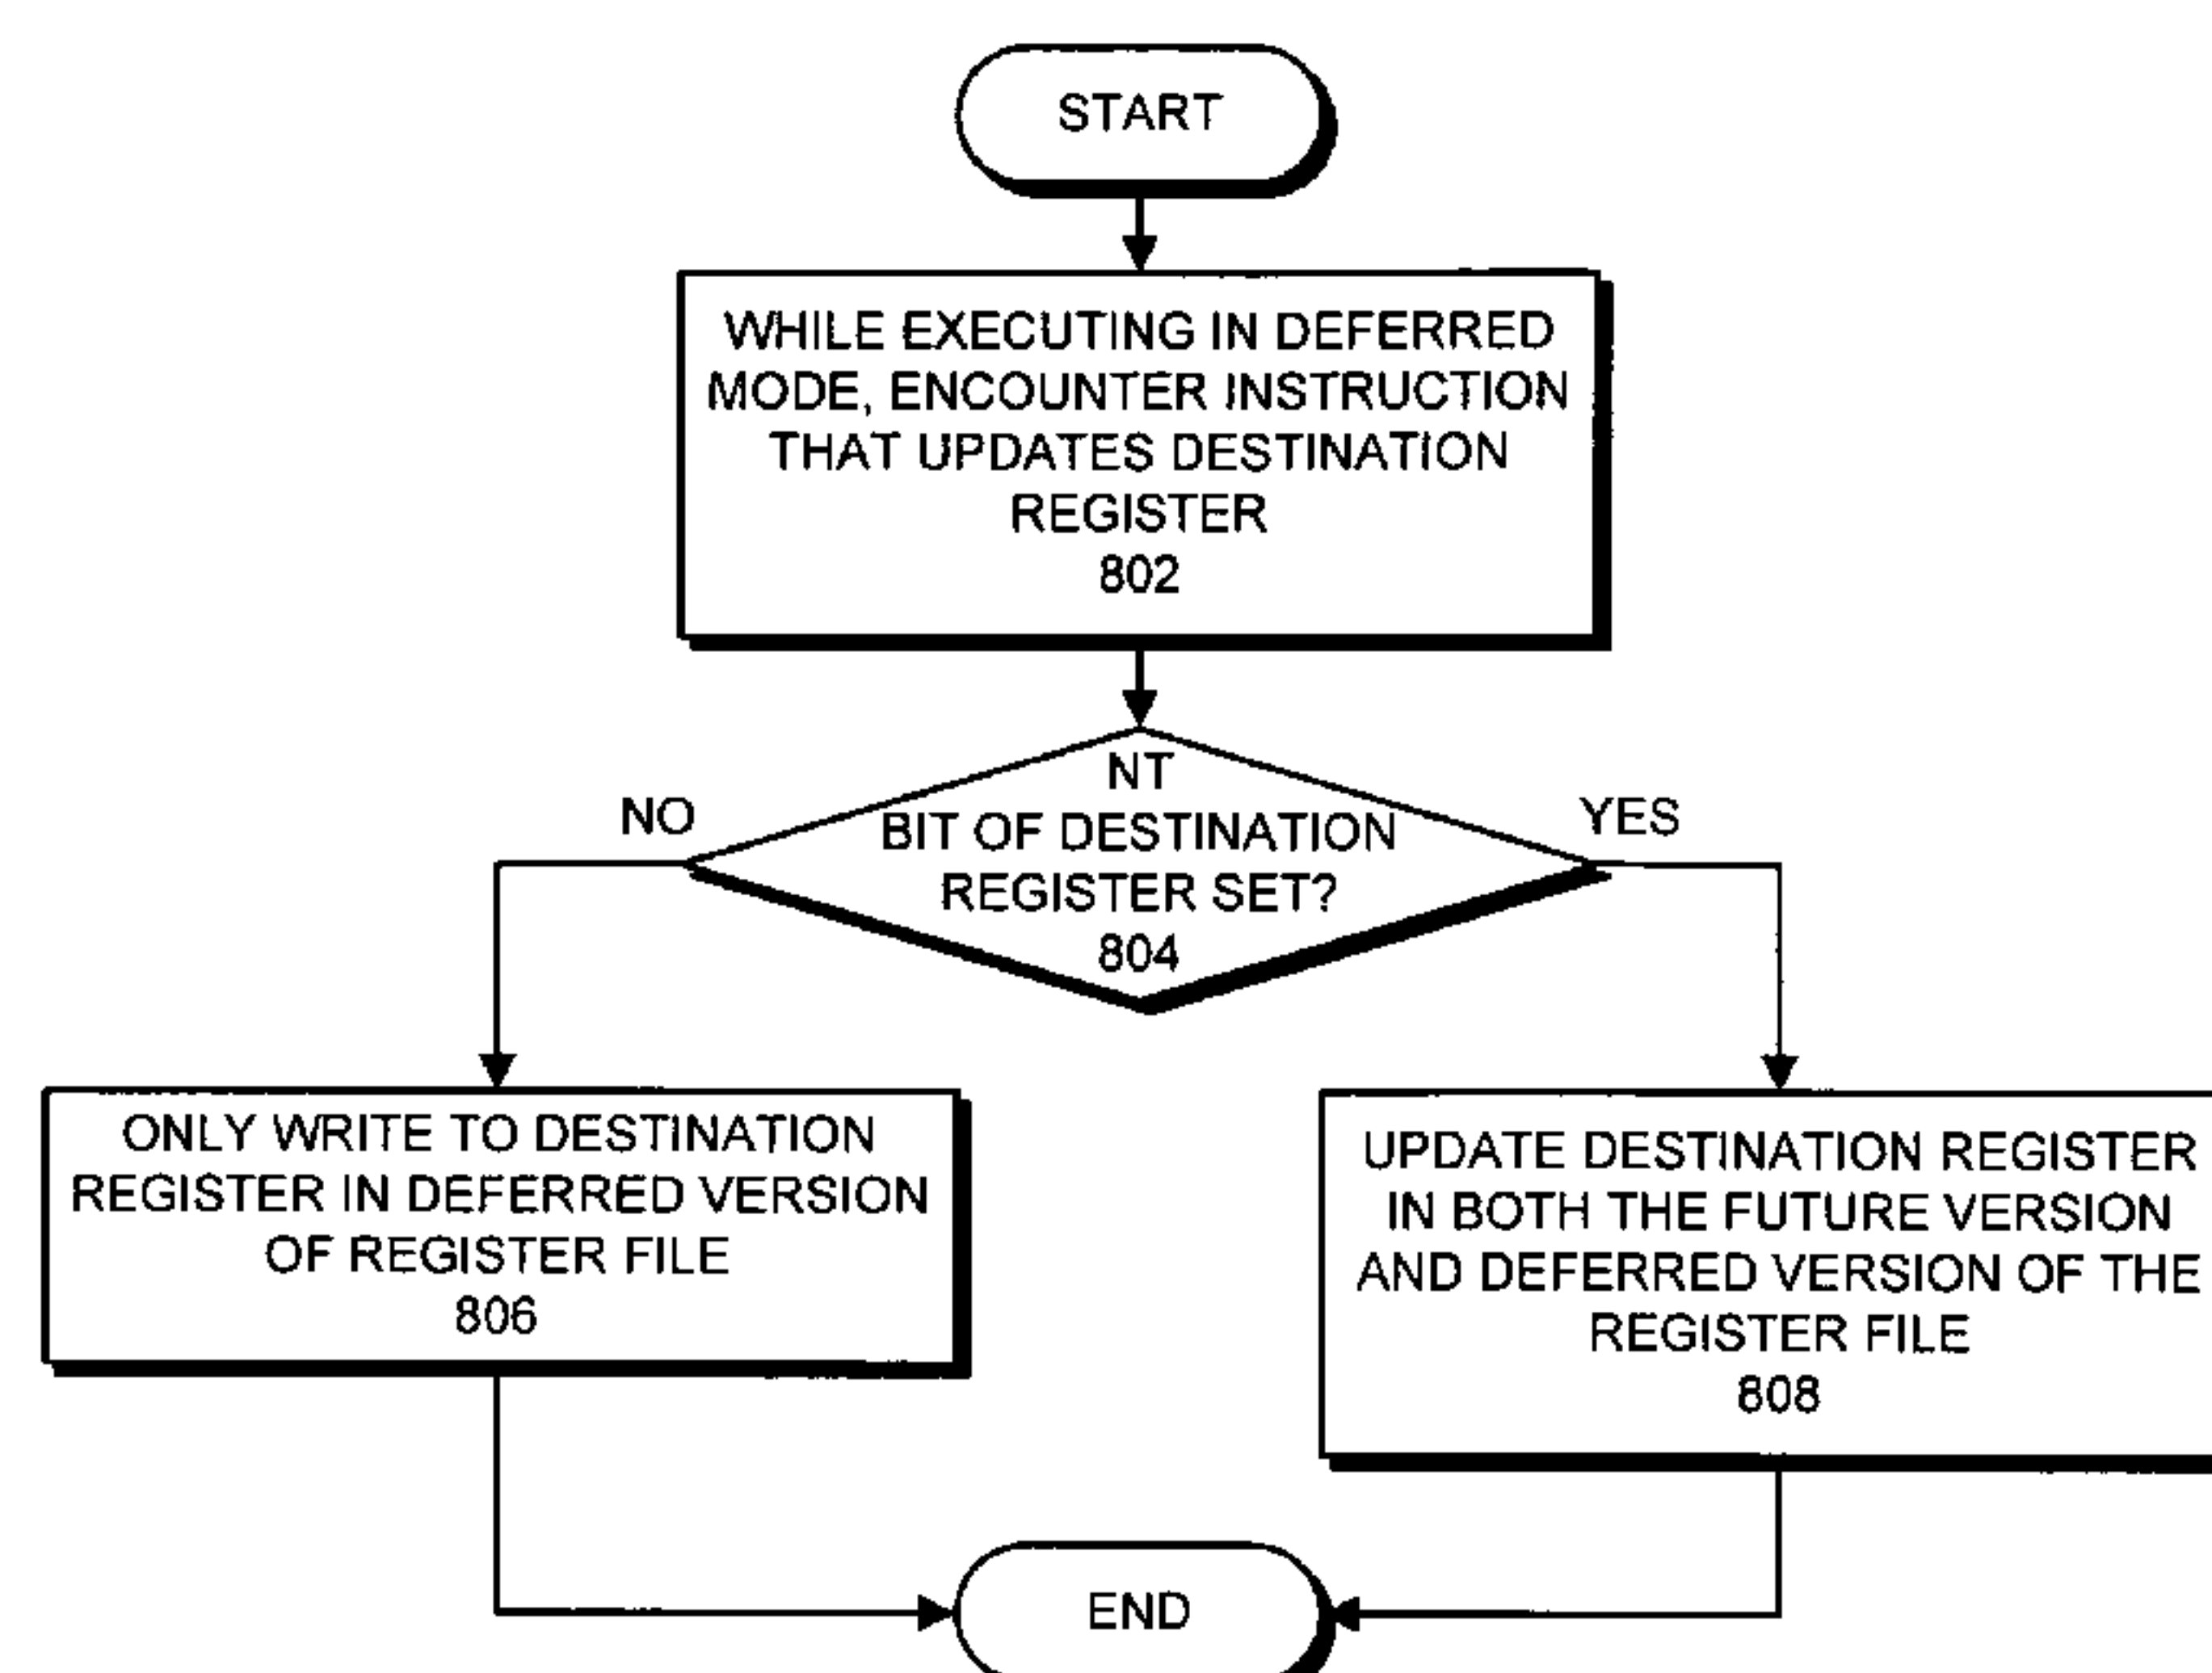 START
WHILE EXECUTING IN DEFERRED
MODE, ENCOUNTER INSTRUCTION
THAT UPDATES DESTINATION
REGISTER
802
NT
BIT OF DESTINATION
REGISTER SET?
804
NO
YES
ONLY WRITE TO DESTINATION
REGISTER IN DEFERRED VERSION
OF REGISTER FILE
806
UPDATE DESTINATION REGISTER
IN BOTH THE FUTURE VERSION
AND DEFERRED VERSION OF THE
REGISTER FILE
808
END